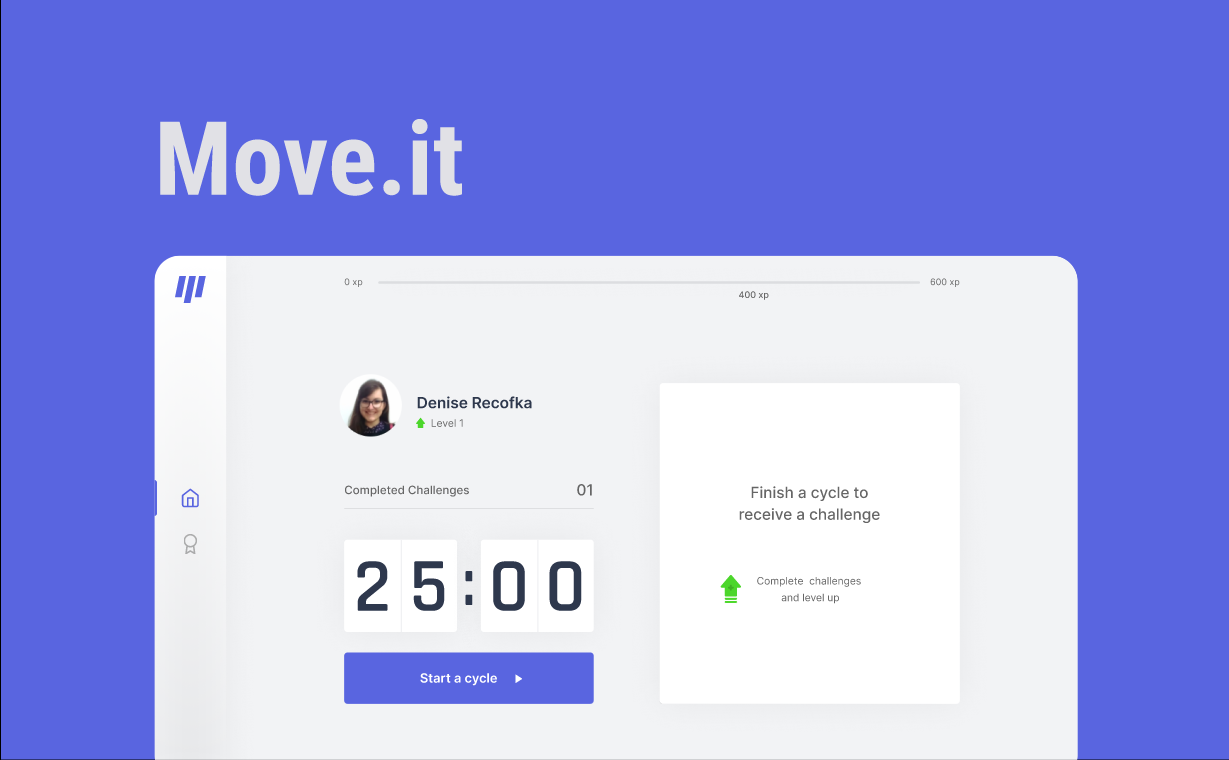 Move.it
0 xp
600 xp
400 xp
Denise Recofka
Level 1
Completed Challenges 01
25:00
Start a cycle
Finish a cycle to
receive a challenge
Complete challenges
and level up